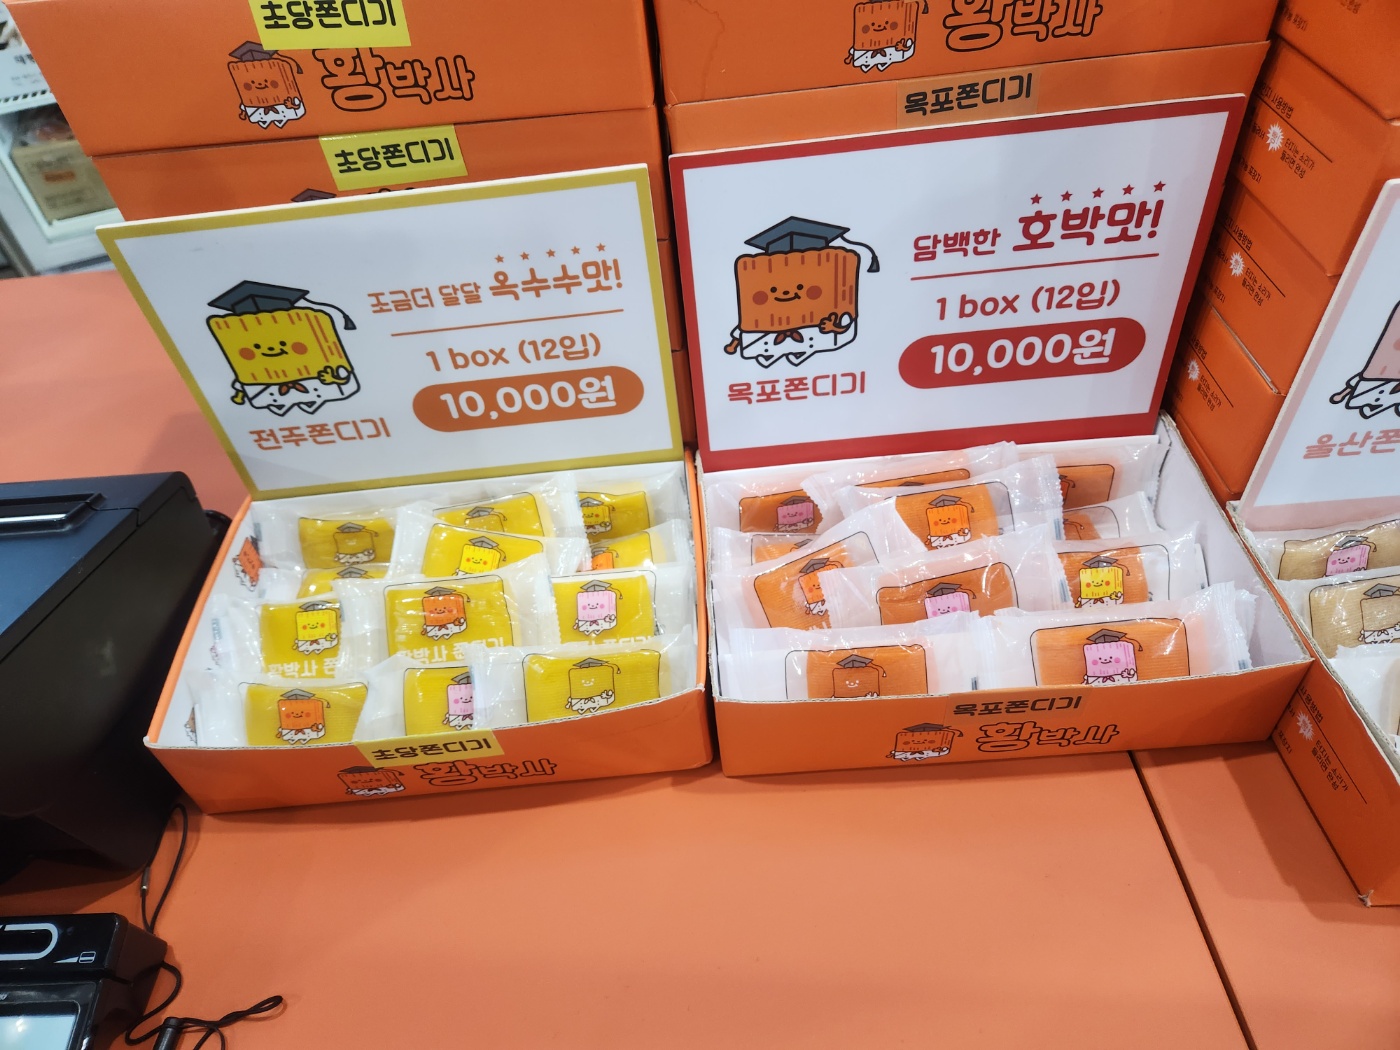 초당쫀디기
황박사
초당쫀디기
황박사
목포쫀디기
조금더 달달 옥수수맛!
1 box (12입)
10,000원
전주쫀디기
담백한 호박맛!
1 box (12입)
10,000원
목포쫀디기
울산쫀
황박사 쫀
황박사 쫀
초당쫀디기
황박사
목포쫀디기
황박사